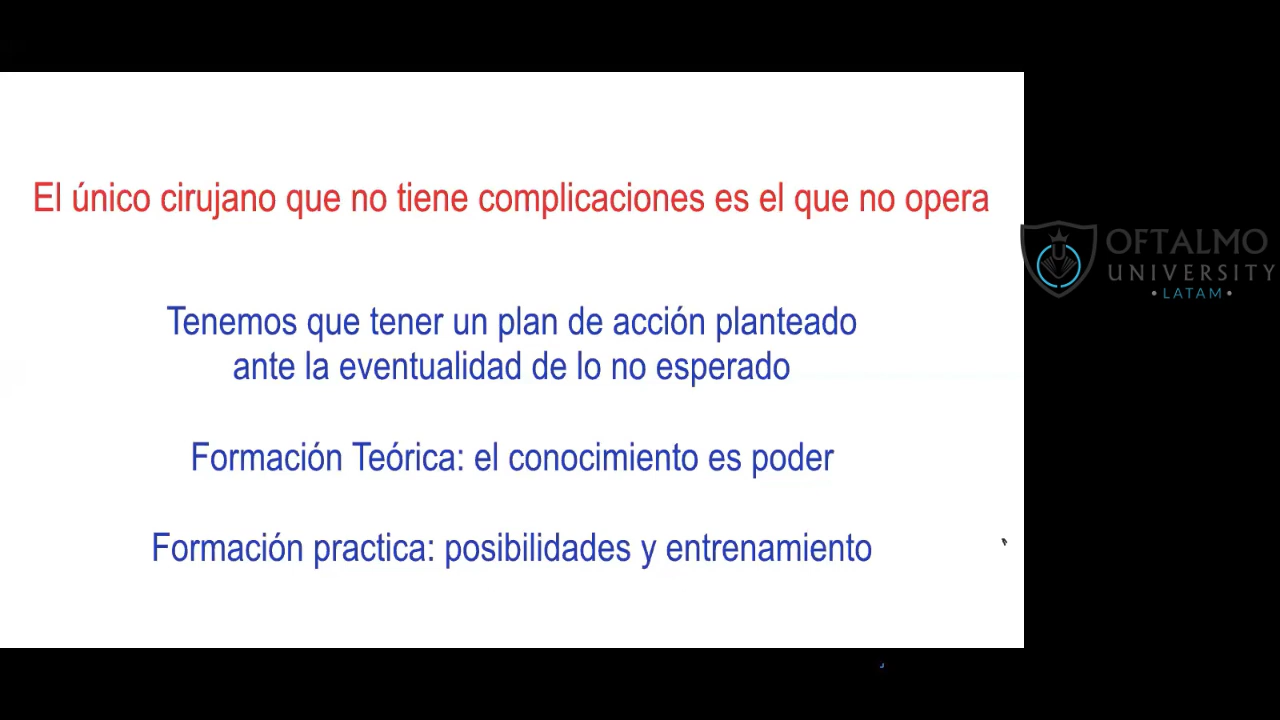 El único cirujano que no tiene complicaciones es el que no opera
Tenemos que tener un plan de acción planteado
ante la eventualidad de lo no esperado
Formación Teórica: el conocimiento es poder
Formación practica: posibilidades y entrenamiento
OFTALMO
UNIVERSITY
•LATAM•